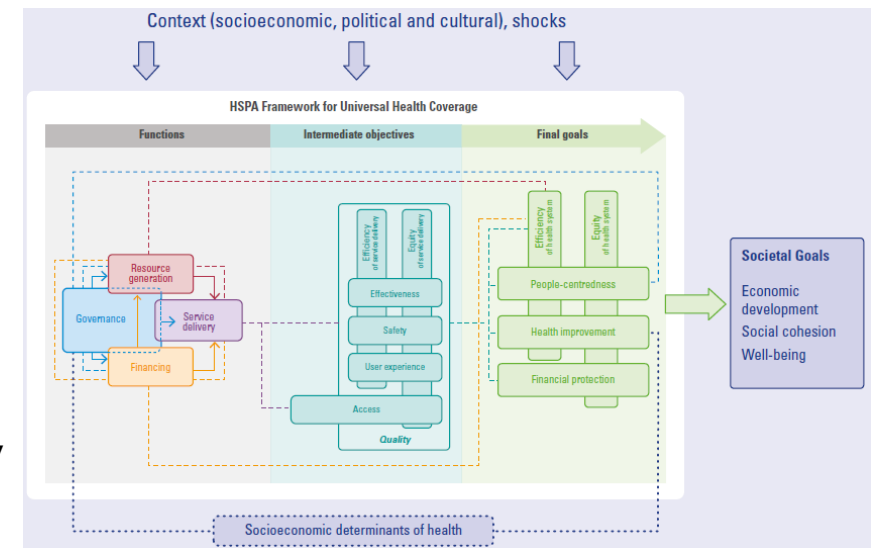 Context (socioeconomic, political and cultural), shocks
HSPA Framework for Universal Health Coverage
Functions
Intermediate objectives
Final goals
Resource
generation
Governance
Service
delivery
Financing
Efficiency
of service delivery
Equity
of service delivery
Effectiveness
Safety
User experience
Access
Quality
Efficiency
of health system
Equity
of health system
People-centredness
Health improvement
Financial protection
Societal Goals
Economic
development
Social cohesion
Well-being
Socioeconomic determinants of health